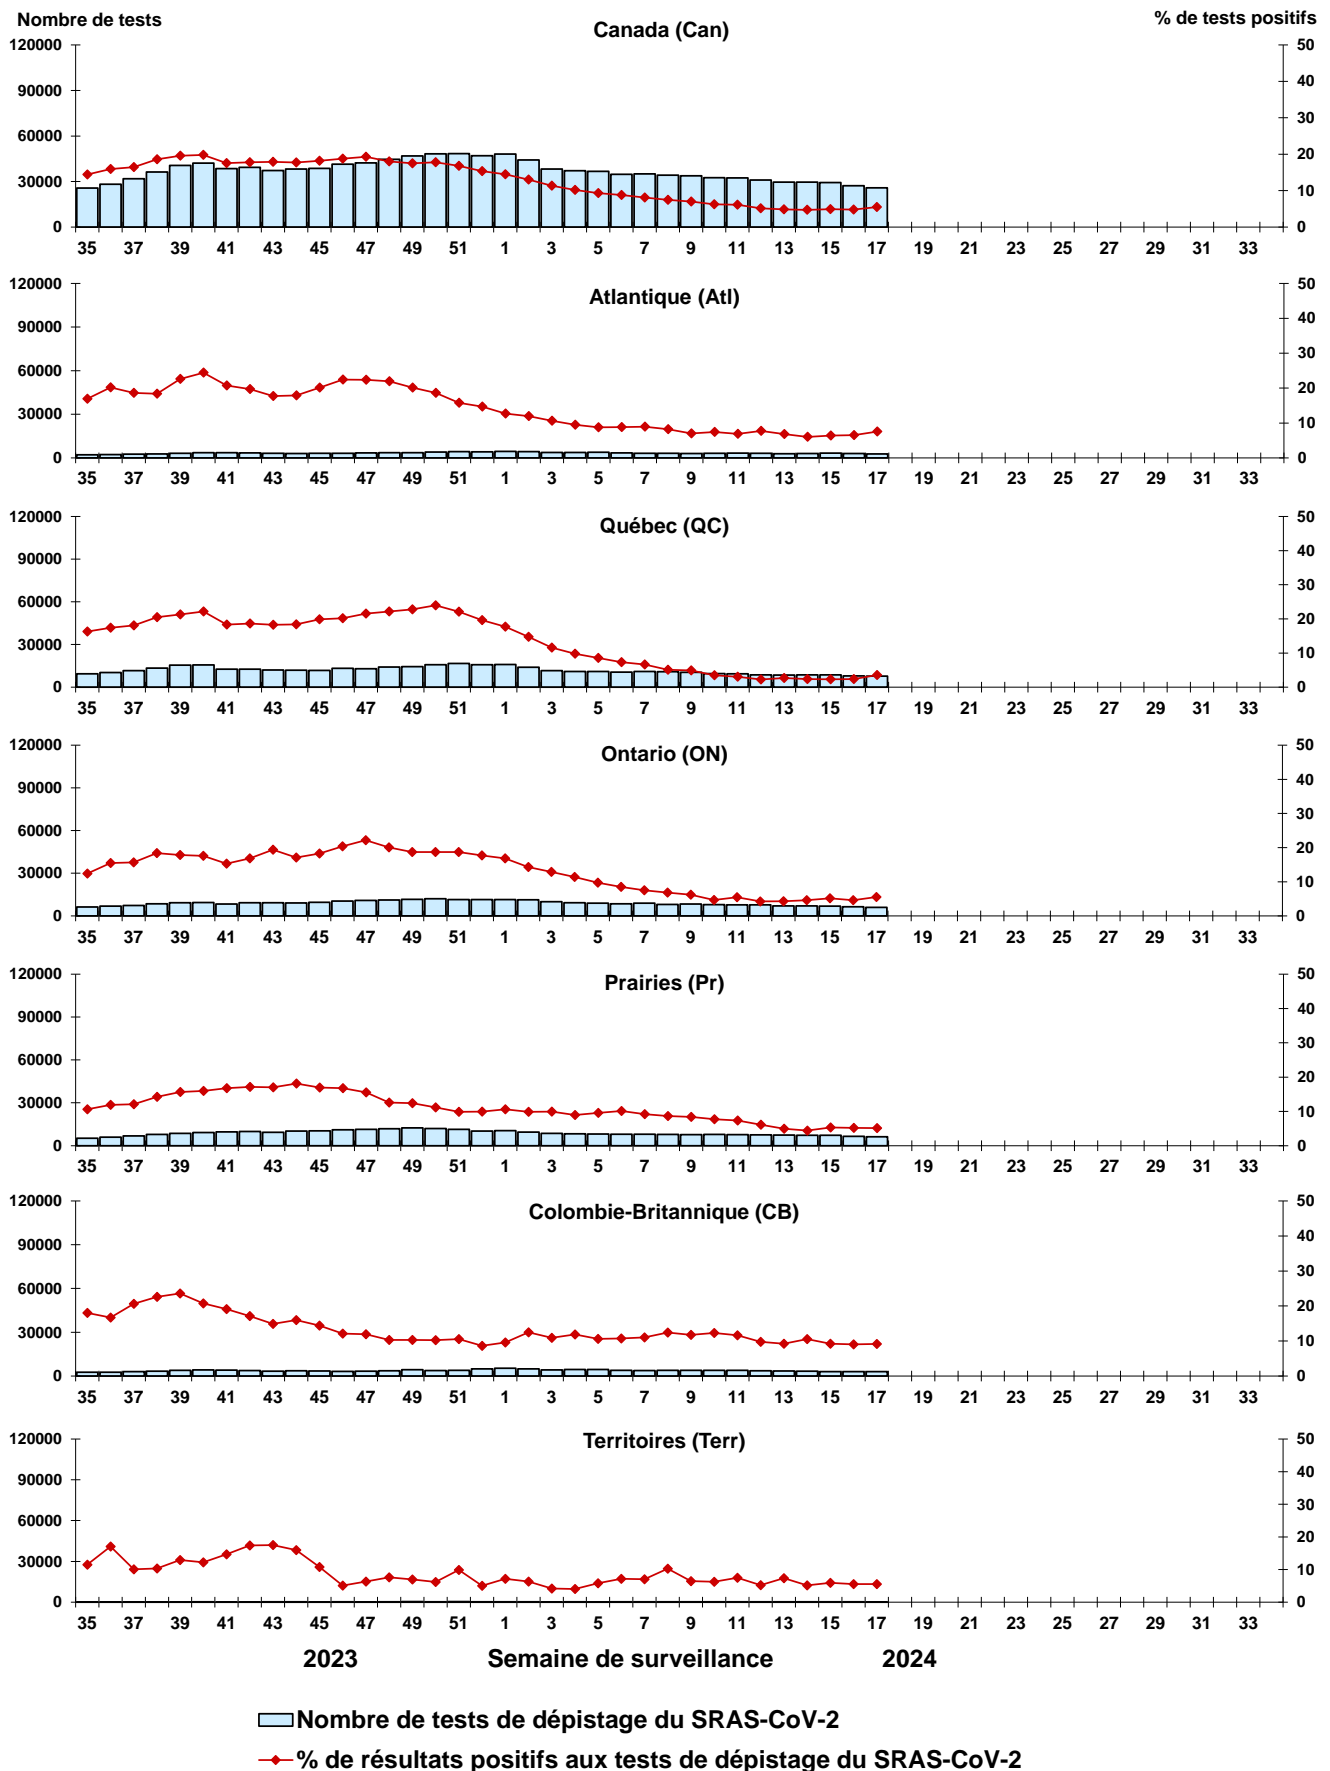 Nombre de tests
Canada (Can)
% de tests positifs
120000 50
90000 40
30
60000
20
30000
10
0 0
35 37 39 41 43 45 47 49 51 1 3 5 7 9 11 13 15 17 19 21 23 25 27 29 31 33
Atlantique (Atl)
120000 50
90000 40
30
60000
20
30000
10
0 0
35 37 39 41 43 45 47 49 51 1 3 5 7 9 11 13 15 17 19 21 23 25 27 29 31 33
Québec (QC)
120000 50
90000 40
30
60000
20
30000
10
0 0
35 37 39 41 43 45 47 49 51 1 3 5 7 9 11 13 15 17 19 21 23 25 27 29 31 33
Ontario (ON)
120000 50
90000 40
30
60000
20
30000
10
0 0
35 37 39 41 43 45 47 49 51 1 3 5 7 9 11 13 15 17 19 21 23 25 27 29 31 33
Prairies (Pr)
120000 50
90000 40
30
60000
20
30000
10
0 0
35 37 39 41 43 45 47 49 51 1 3 5 7 9 11 13 15 17 19 21 23 25 27 29 31 33
Colombie-Britannique (CB)
120000 50
90000 40
30
60000
20
30000
10
0 0
35 37 39 41 43 45 47 49 51 1 3 5 7 9 11 13 15 17 19 21 23 25 27 29 31 33
Territoires (Terr)
120000 50
90000 40
30
60000
20
30000
10
0 0
35 37 39 41 43 45 47 49 51 1 3 5 7 9 11 13 15 17 19 21 23 25 27 29 31 33
2023 Semaine de surveillance 2024
Nombre de tests de dépistage du SRAS-CoV-2
% de résultats positifs aux tests de dépistage du SRAS-CoV-2